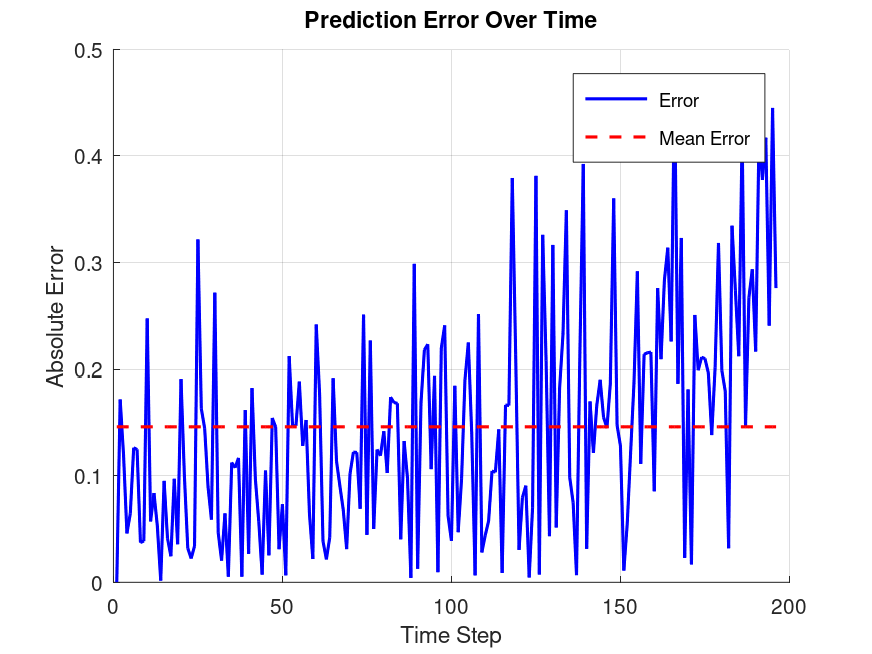 Prediction Error Over Time
0.5
0.4
0.3
0.2
0.1
0
Absolute Error
Error
Mean Error
0 50 100 150 200
Time Step